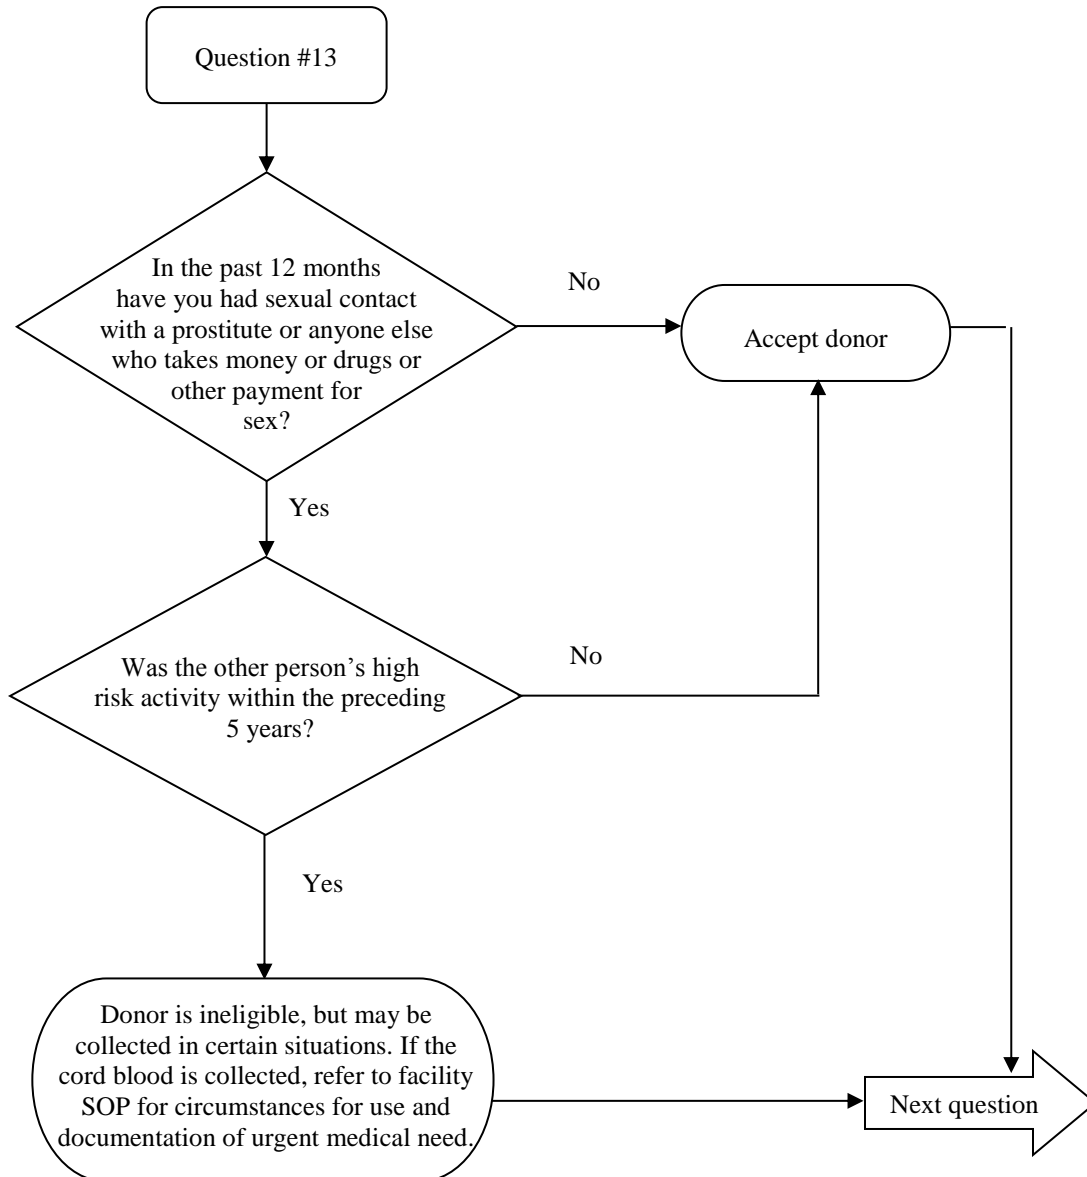 Question #13
In the past 12 months
have you had sexual contact
with a prostitute or anyone else
who takes money or drugs or
other payment for
sex?
No
Accept donor
Yes
Was the other person’s high
risk activity within the preceding
5 years?
No
Yes
Donor is ineligible, but may be
collected in certain situations. If the
cord blood is collected, refer to facility
SOP for circumstances for use and
documentation of urgent medical need.
Next question